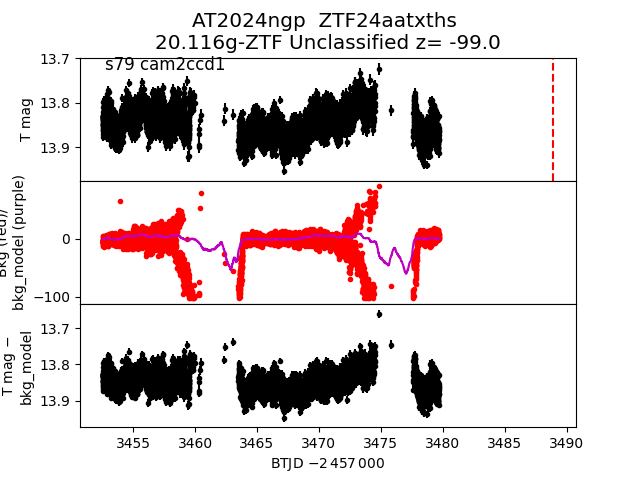 AT2024ngp  ZTF24aatxths
20.116g-ZTF Unclassified z= -99.0
s79 cam2ccd1
13.7
13.8
13.9
T mag
0
−100
bkg_model (purple)
13.7
13.8
13.9
T mag −
bkg_model
3455 3460 3465 3470 3475 3480 3485 3490
BTJD −2 457 000